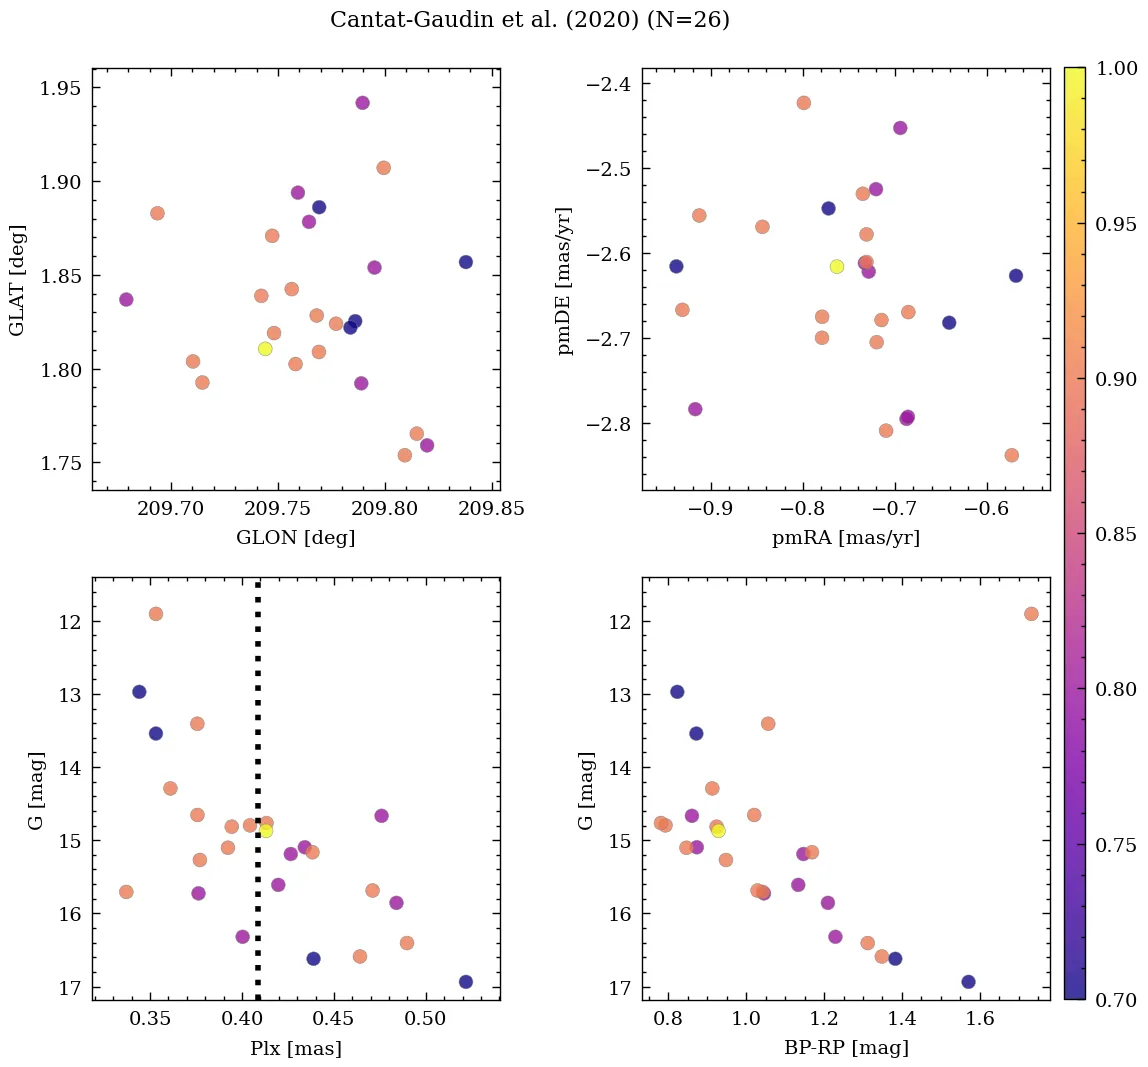 Cantat-Gaudin et al. (2020) (N=26)
1.95
1.90
1.85
1.80
1.75
GLAT [deg]
209.70 209.75 209.80 209.85
GLON [deg]
−2.4
−2.5
−2.6
−2.7
−2.8
pmDE [mas/yr]
−0.9 −0.8 −0.7 −0.6
pmRA [mas/yr]
12
13
14
15
16
17
G [mag]
0.35 0.40 0.45 0.50
Plx [mas]
12
13
14
15
16
17
G [mag]
0.8 1.0 1.2 1.4 1.6
BP-RP [mag]
1.00
0.95
0.90
0.85
0.80
0.75
0.70